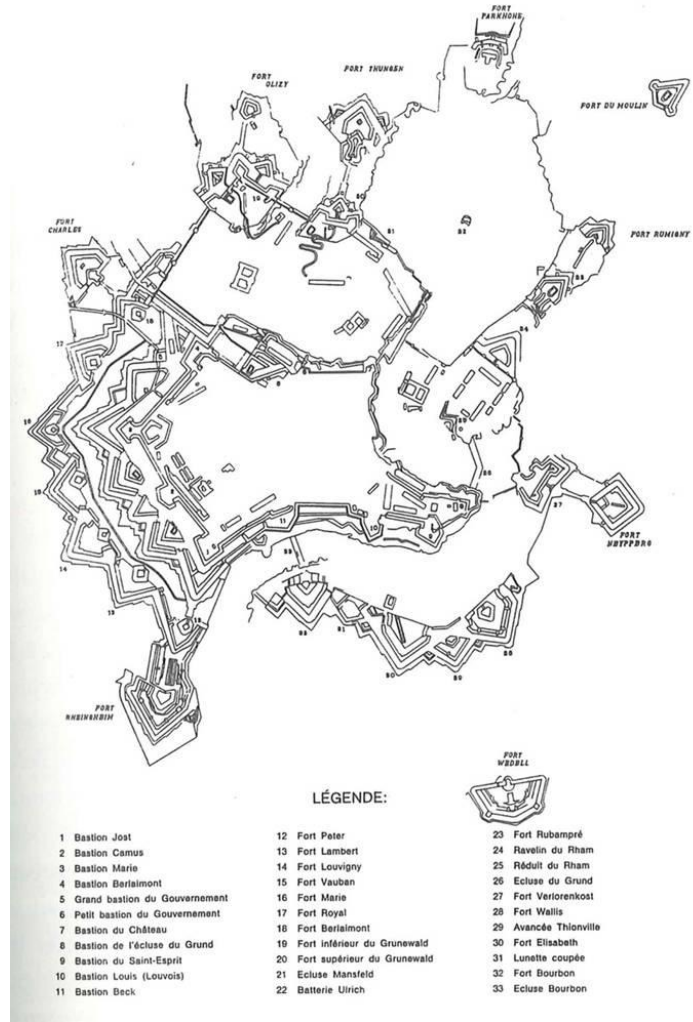 FORT
PARKHOHE
FORT
OLIZY
FORT THUNGEN
FORT DU MOULIN
FORT
CHARLES
FORT RUMIGNY
FORT
NEYPPERG
FORT
RHEINSHEIM
FORT
WEDELL
LÉGENDE:
1 Bastion Jost
2 Bastion Camus
3 Bastion Marie
4 Bastion Berlaimont
5 Grand bastion du Gouvernement
6 Petit bastion du Gouvernement
7 Bastion du Château
8 Bastion de l'écluse du Grund
9 Bastion du Saint-Esprit
10 Bastion Louis (Louvois)
11 Bastion Beck
12 Fort Peter
13 Fort Lambert
14 Fort Louvigny
15 Fort Vauban
16 Fort Marie
17 Fort Royal
18 Fort Berlaimont
19 Fort inférieur du Grunewald
20 Fort supérieur du Grunewald
21 Ecluse Mansfeld
22 Batterie Ulrich
23 Fort Rubampré
24 Ravelin du Rham
25 Réduit du Rham
26 Ecluse du Grund
27 Fort Verlorenkost
28 Fort Wallis
29 Avancée Thionville
30 Fort Elisabeth
31 Lunette coupée
32 Fort Bourbon
33 Ecluse Bourbon